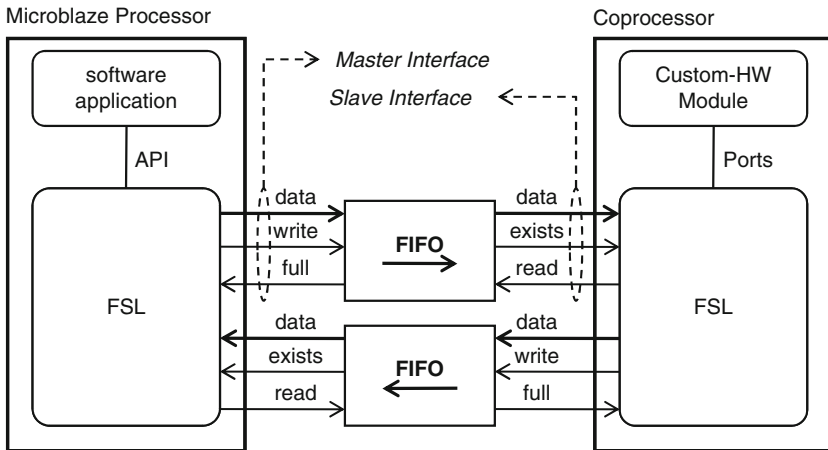 Microblaze Processor
Coprocessor
software
application
Master Interface
Slave Interface
Custom-HW
Module
API
Ports
data
write
full
FIFO
data
exists
read
FSL
FSL
data
exists
read
FIFO
data
write
full